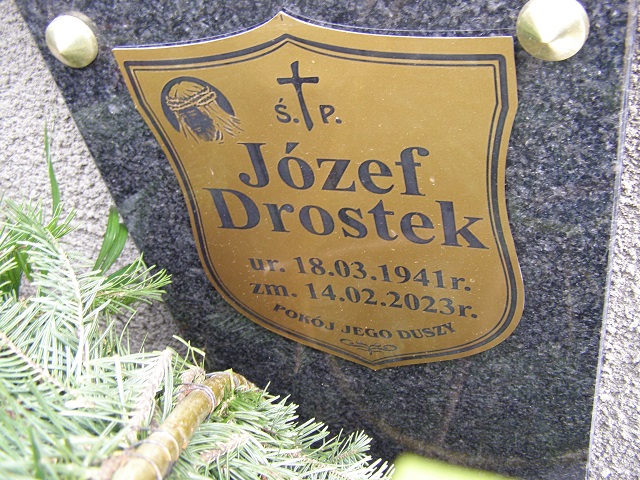 Ś. P.
Józef
Drostek
ur. 18.03.1941r.
zm. 14.02.2023r.
POKÓJ JEGO DUSZY